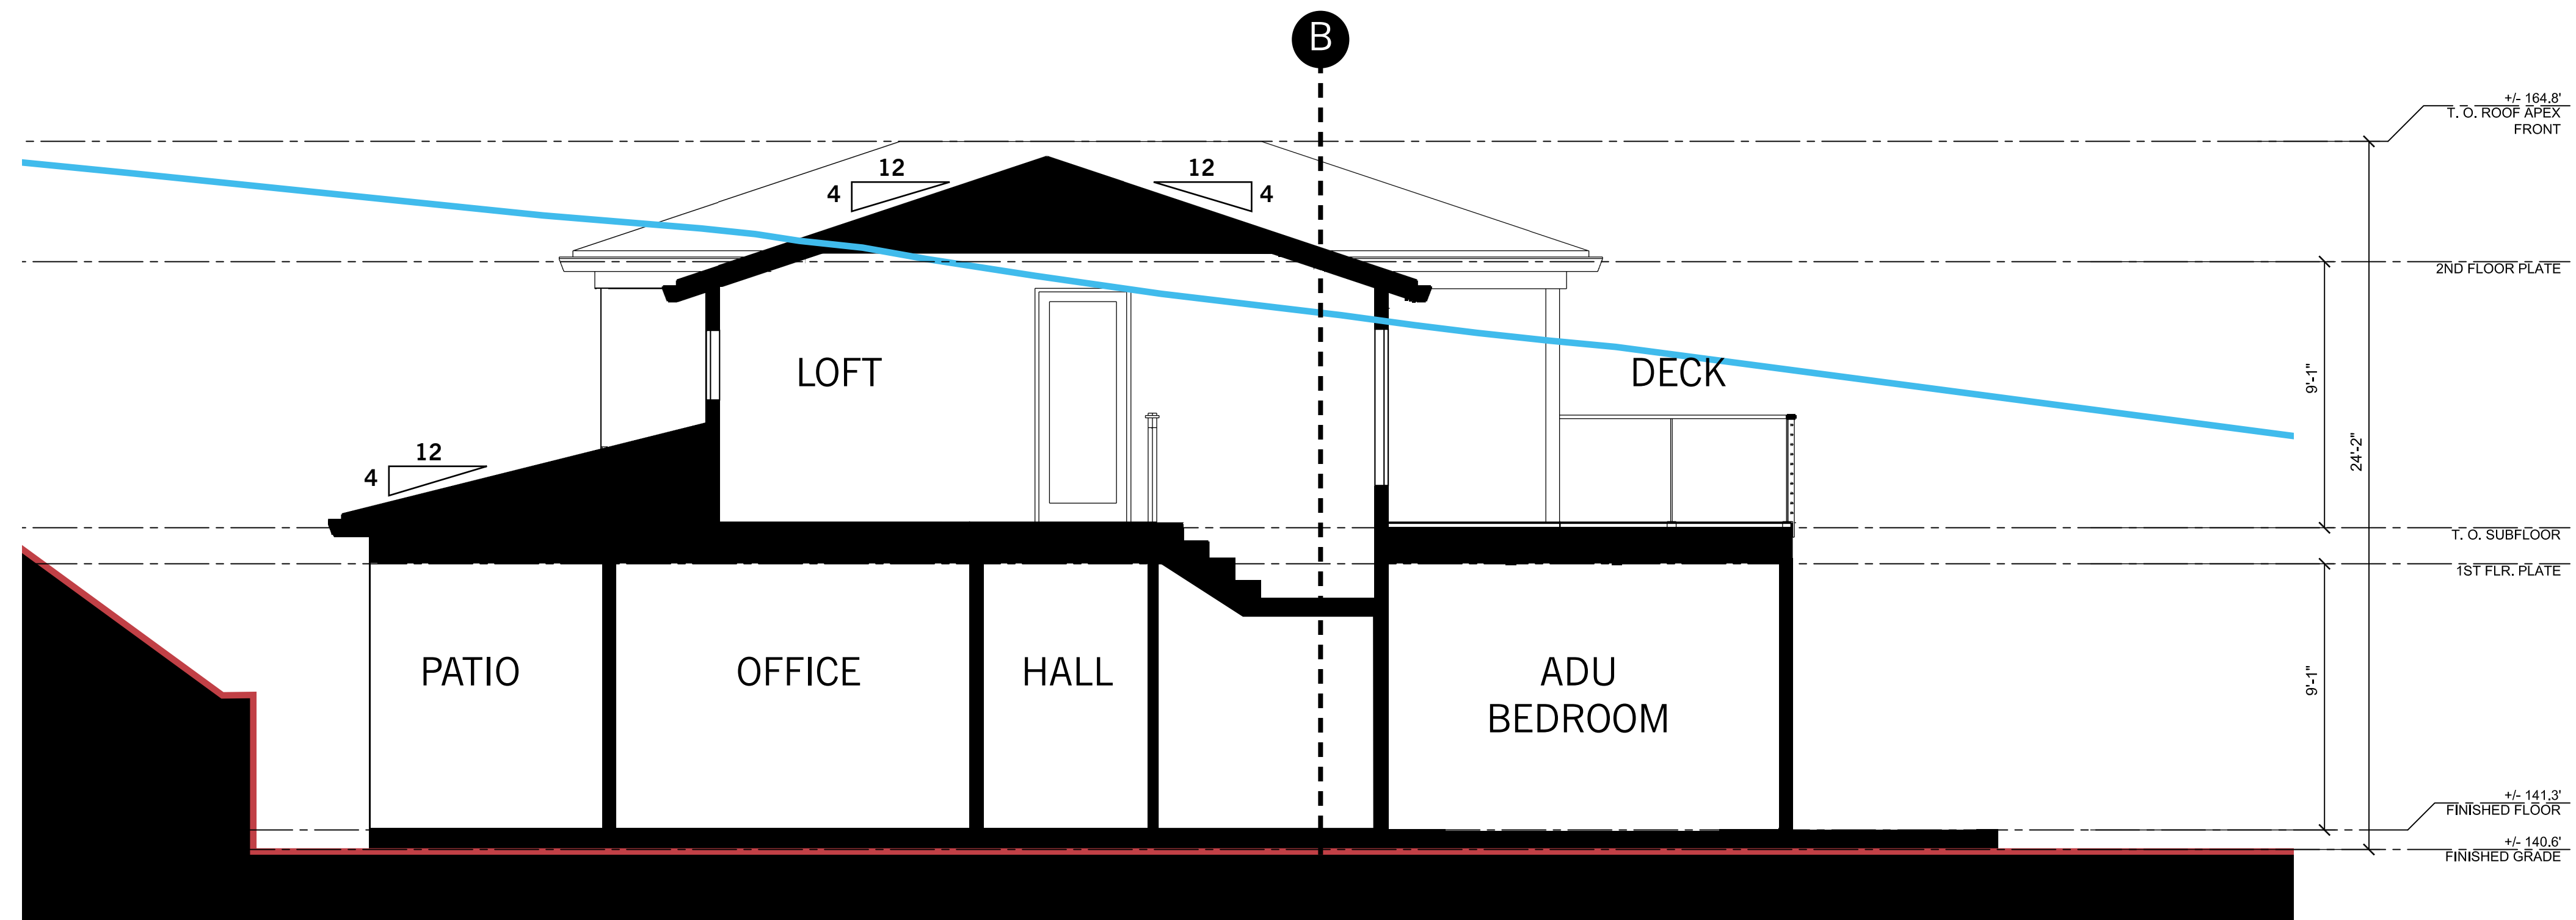 B
+/- 164.8'
T. O. ROOF APEX
FRONT
12
4
12
4
2ND FLOOR PLATE
LOFT
DECK
9'-1"
24'-2"
12
4
T. O. SUBFLOOR
1ST FLR. PLATE
PATIO
OFFICE
HALL
ADU
BEDROOM
9'-1"
+/- 141.3'
FINISHED FLOOR
+/- 140.6'
FINISHED GRADE